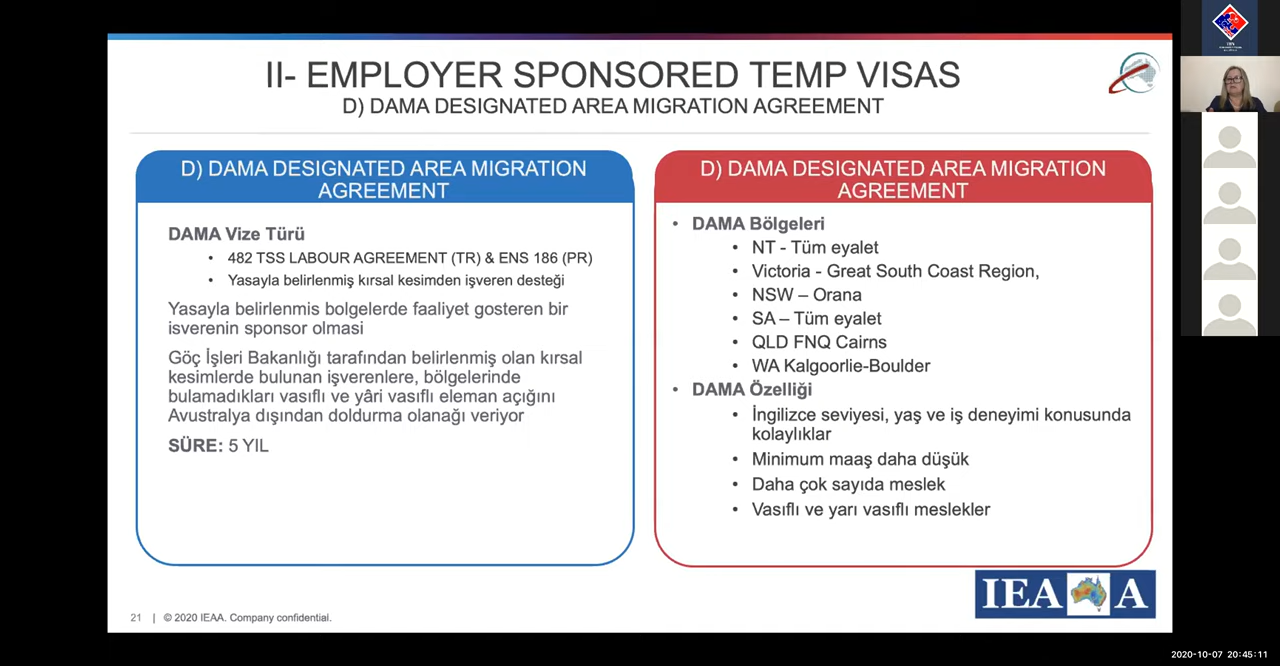 II- EMPLOYER SPONSORED TEMP VISAS
D) DAMA DESIGNATED AREA MIGRATION AGREEMENT
D) DAMA DESIGNATED AREA MIGRATION
AGREEMENT
DAMA Vize Türü
• 482 TSS LABOUR AGREEMENT (TR) & ENS 186 (PR)
• Yasayla belirlenmiş kırsal kesimden işveren desteği
Yasayla belirlenmis bolgelerde faaliyet gosteren bir
isverenin sponsor olmasi
Göç İşleri Bakanlığı tarafından belirlenmiş olan kırsal
kesimlerde bulunan işverenlere, bölgelerinde
bulamadıkları vasıflı ve yâri vasıflı eleman açığını
Avustralya dışından doldurma olanağı veriyor
SÜRE: 5 YIL
D) DAMA DESIGNATED AREA MIGRATION
AGREEMENT
• DAMA Bölgeleri
• NT - Tüm eyalet
• Victoria - Great South Coast Region,
• NSW – Orana
• SA – Tüm eyalet
• QLD FNQ Cairns
• WA Kalgoorlie-Boulder
• DAMA Özelliği
• İngilizce seviyesi, yaş ve iş deneyimi konusunda
kolaylıklar
• Minimum maaş daha düşük
• Daha çok sayıda meslek
• Vasıflı ve yarı vasıflı meslekler
IEAA
21 | © 2020 IEAA. Company confidential.
2020-10-07 20:45:11